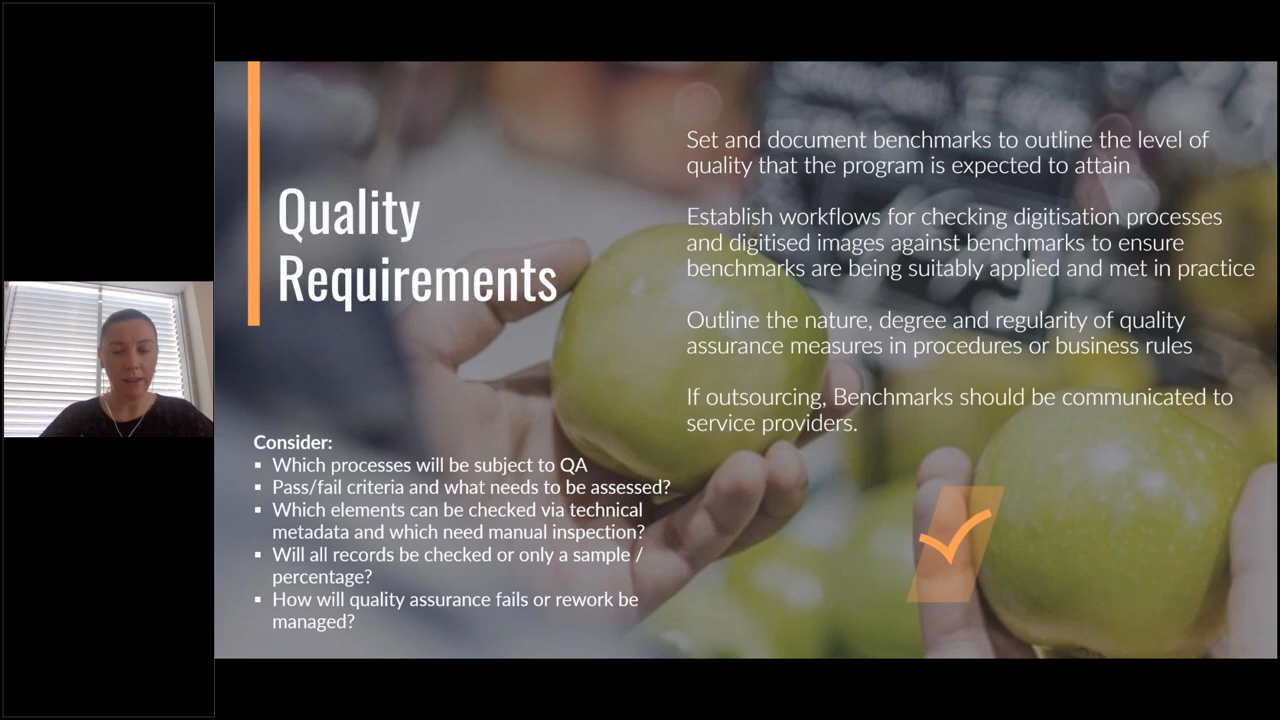 Quality
Requirements
Consider:
▪ Which processes will be subject to QA
▪ Pass/fail criteria and what needs to be assessed?
▪ Which elements can be checked via technical
metadata and which need manual inspection?
▪ Will all records be checked or only a sample /
percentage?
▪ How will quality assurance fails or rework be
managed?
Set and document benchmarks to outline the level of
quality that the program is expected to attain
Establish workflows for checking digitisation processes
and digitised images against benchmarks to ensure
benchmarks are being suitably applied and met in practice
Outline the nature, degree and regularity of quality
assurance measures in procedures or business rules
If outsourcing, Benchmarks should be communicated to
service providers.